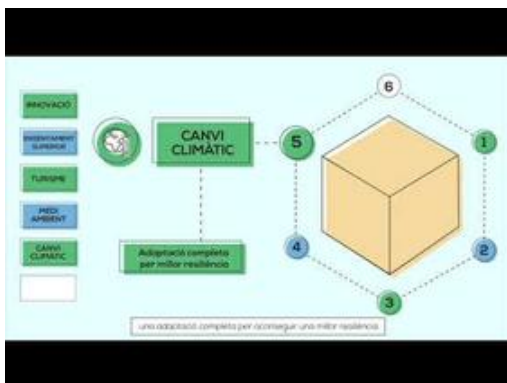 INNOVACIÓ
ENSENYAMENT
SUPERIOR
TURISME
MEDI
AMBIENT
CANVI
CLIMÀTIC
CANVI
CLIMÀTIC
Adaptació completa
per millor resiliència
6
5
1
4
2
3
una adaptació completa per aconseguir una millor resiliència